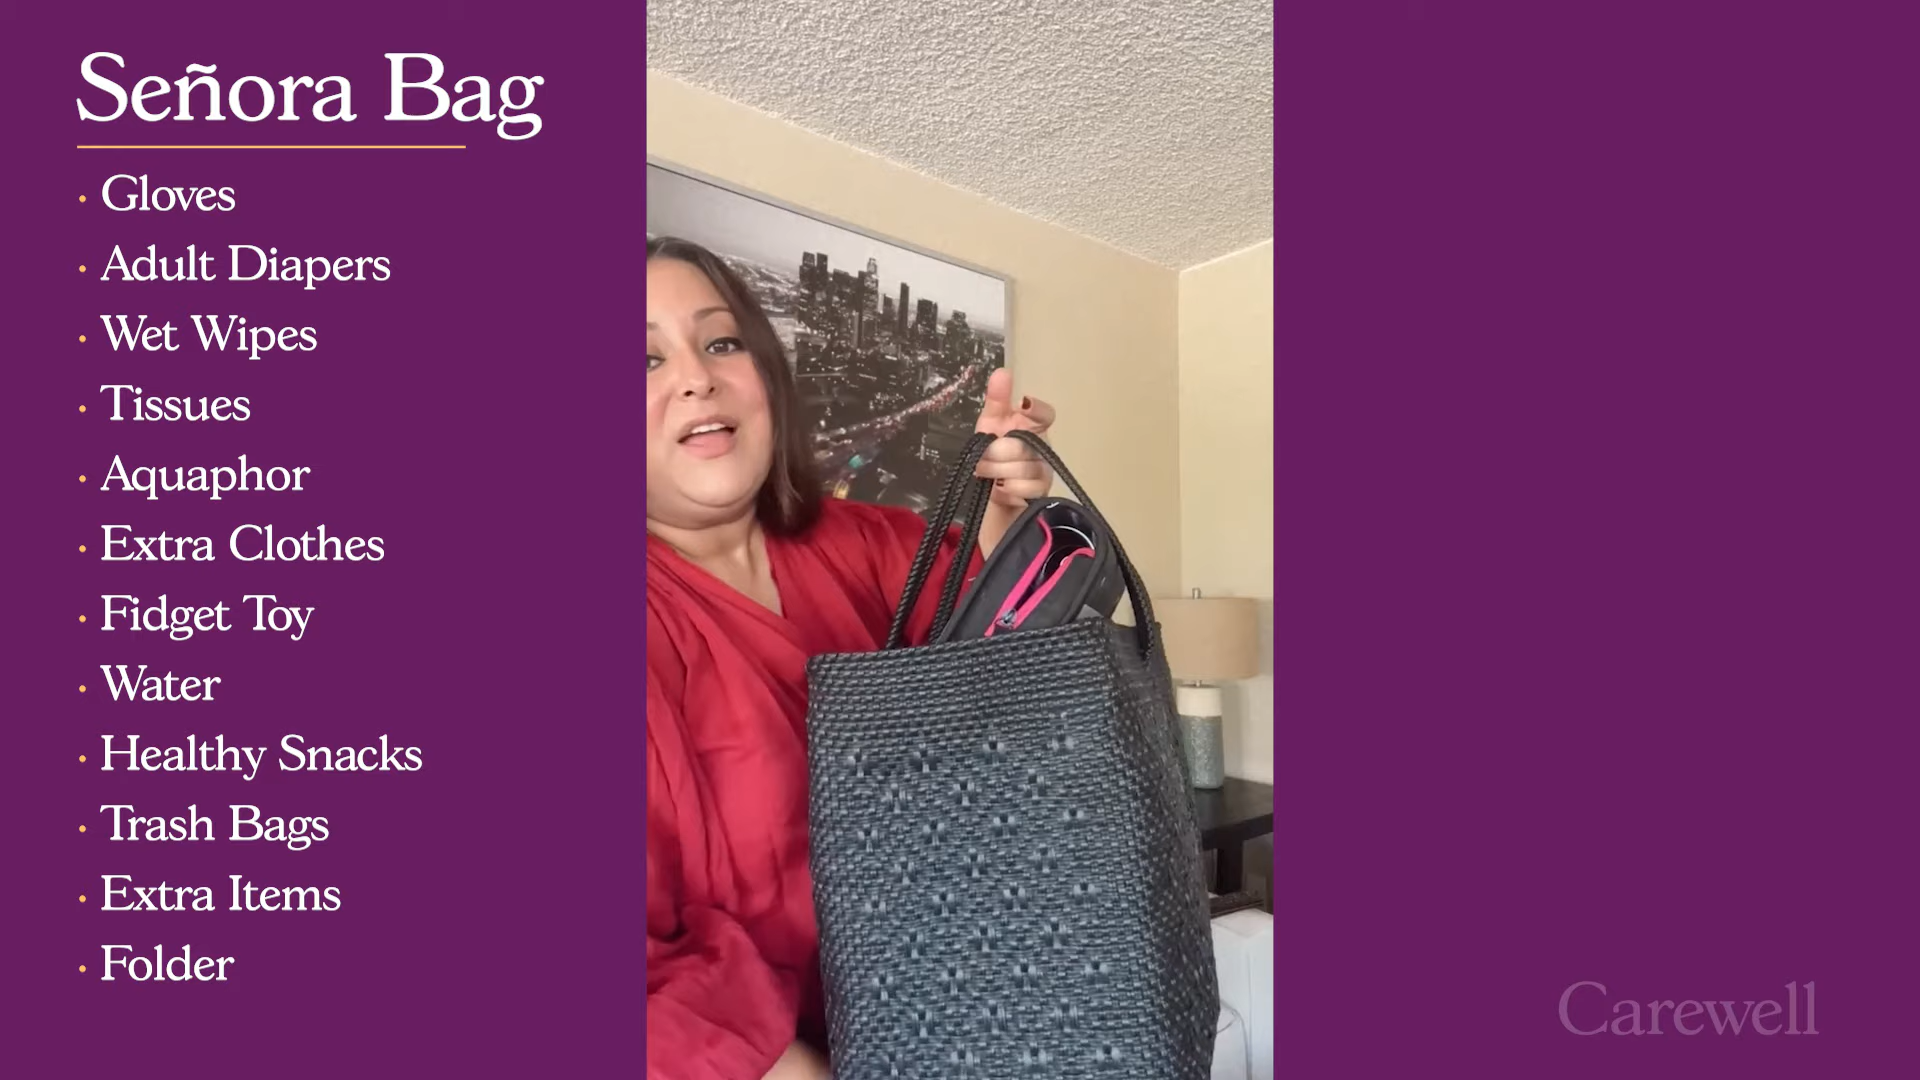 Señora Bag
· Gloves
· Adult Diapers
· Wet Wipes
· Tissues
· Aquaphor
· Extra Clothes
· Fidget Toy
· Water
· Healthy Snacks
· Trash Bags
· Extra Items
· Folder
Carewell